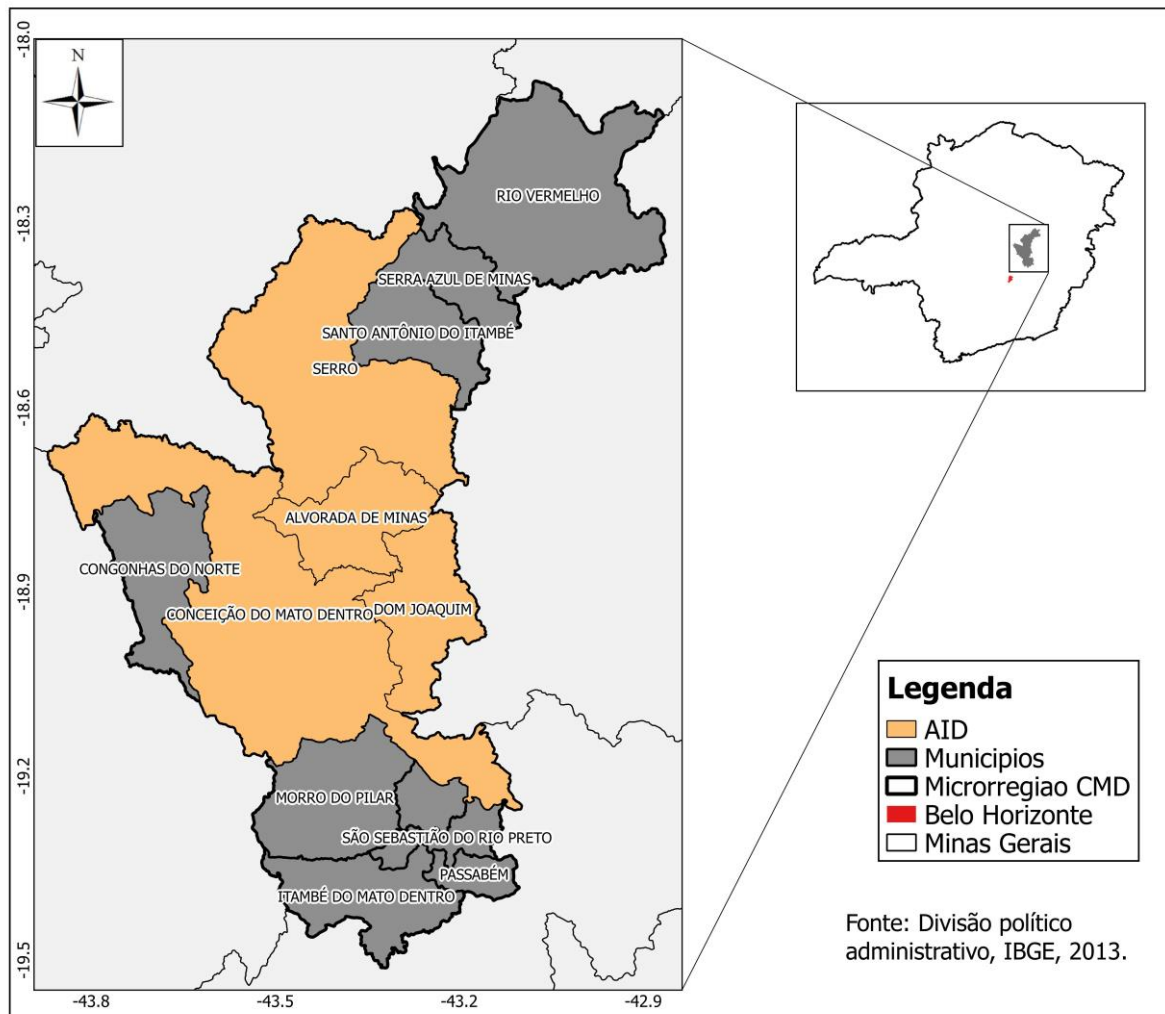 N
-18.0
-18.3
-18.6
-18.9
-19.2
-19.5
RIO VERMELHO
SERRA AZUL DE MINAS
SANTO ANTÔNIO DO ITAMBÉ
SERRO
ALVORADA DE MINAS
CONGONHAS DO NORTE
CONCEIÇÃO DO MATO DENTRO
DOM JOAQUIM
MORRO DO PILAR
SÃO SEBASTIÃO DO RIO PRETO
PASSABÉM
ITAMBÉ DO MATO DENTRO
-43.8
-43.5
-43.2
-42.9
Legenda
AID
Municipios
Microrregiao CMD
Belo Horizonte
Minas Gerais
Fonte: Divisão político
administrativo, IBGE, 2013.